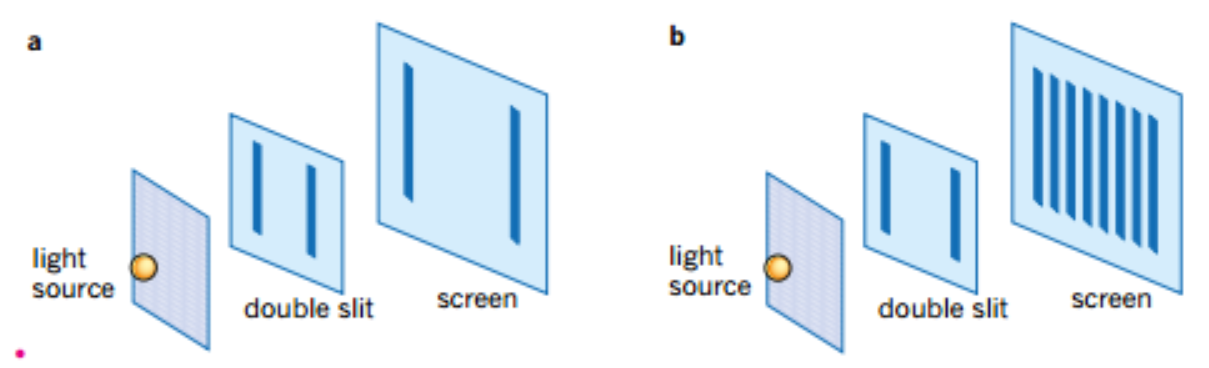 a
light
source
double slit
screen
b
light
source
double slit
screen